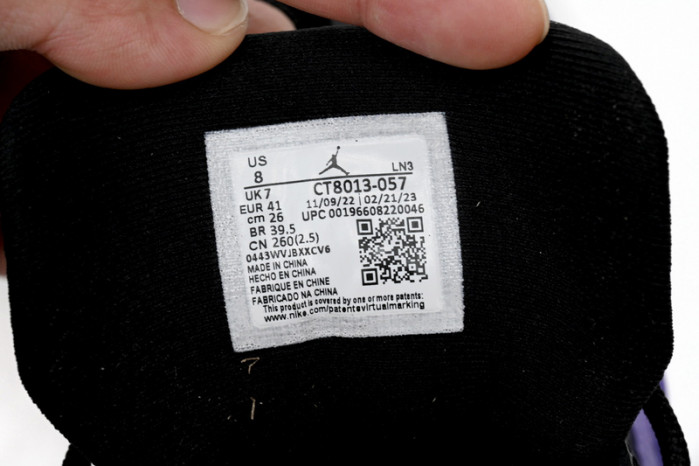 US
8
LN3
UK 7
CT8013-057
EUR 41
11/09/22 | 02/21/23
cm 26
UPC 00196608220046
BR 39.5
CN 260(2.5)
0443WVJBXXCV6
MADE IN CHINA
HECHO EN CHINA
FABRIQUE EN CHINE
FABRICADO NA CHINA
This product is covered by one or more patents:
www.nike.com/patentsvirtualmarking